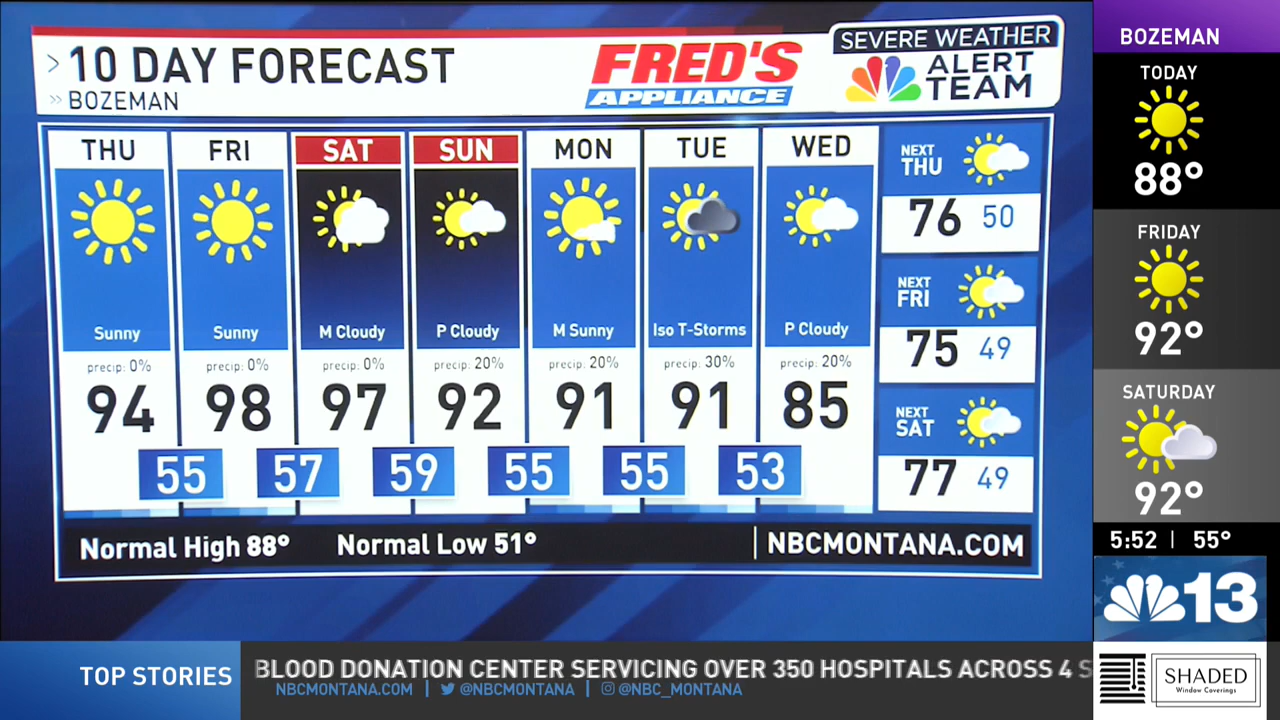 > 10 DAY FORECAST
» BOZEMAN
FRED'S
APPLIANCE
SEVERE WEATHER
ALERT
TEAM
THU
Sunny
precip: 0%
94
55
FRI
Sunny
precip: 0%
98
57
SAT
M Cloudy
precip: 0%
97
59
SUN
P Cloudy
precip: 20%
92
55
MON
M Sunny
precip: 20%
91
55
TUE
Iso T-Storms
precip: 30%
91
53
WED
P Cloudy
precip: 20%
85
NEXT
THU
76 50
NEXT
FRI
75 49
NEXT
SAT
77 49
Normal High 88° Normal Low 51° | NBCMONTANA.COM
BOZEMAN
TODAY
88°
FRIDAY
92°
SATURDAY
92°
5:52 | 55°
13
TOP STORIES
BLOOD DONATION CENTER SERVICING OVER 350 HOSPITALS ACROSS 4 S
NBCMONTANA.COM | @NBCMONTANA | @NBC_MONTANA
SHADED
Window Coverings